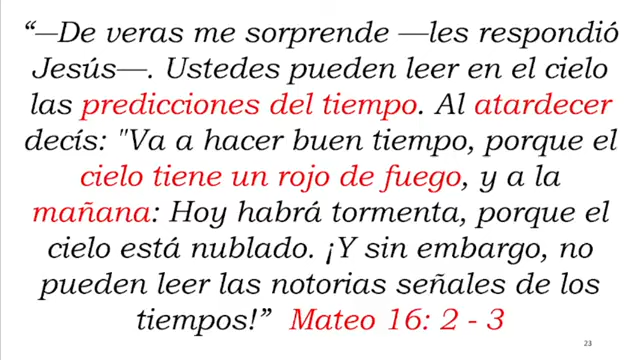 “—De veras me sorprende —les respondió
Jesús—. Ustedes pueden leer en el cielo
las predicciones del tiempo. Al atardecer
decís: "Va a hacer buen tiempo, porque el
cielo tiene un rojo de fuego, y a la
mañana: Hoy habrá tormenta, porque el
cielo está nublado. ¡Y sin embargo, no
pueden leer las notorias señales de los
tiempos!” Mateo 16: 2 - 3
23